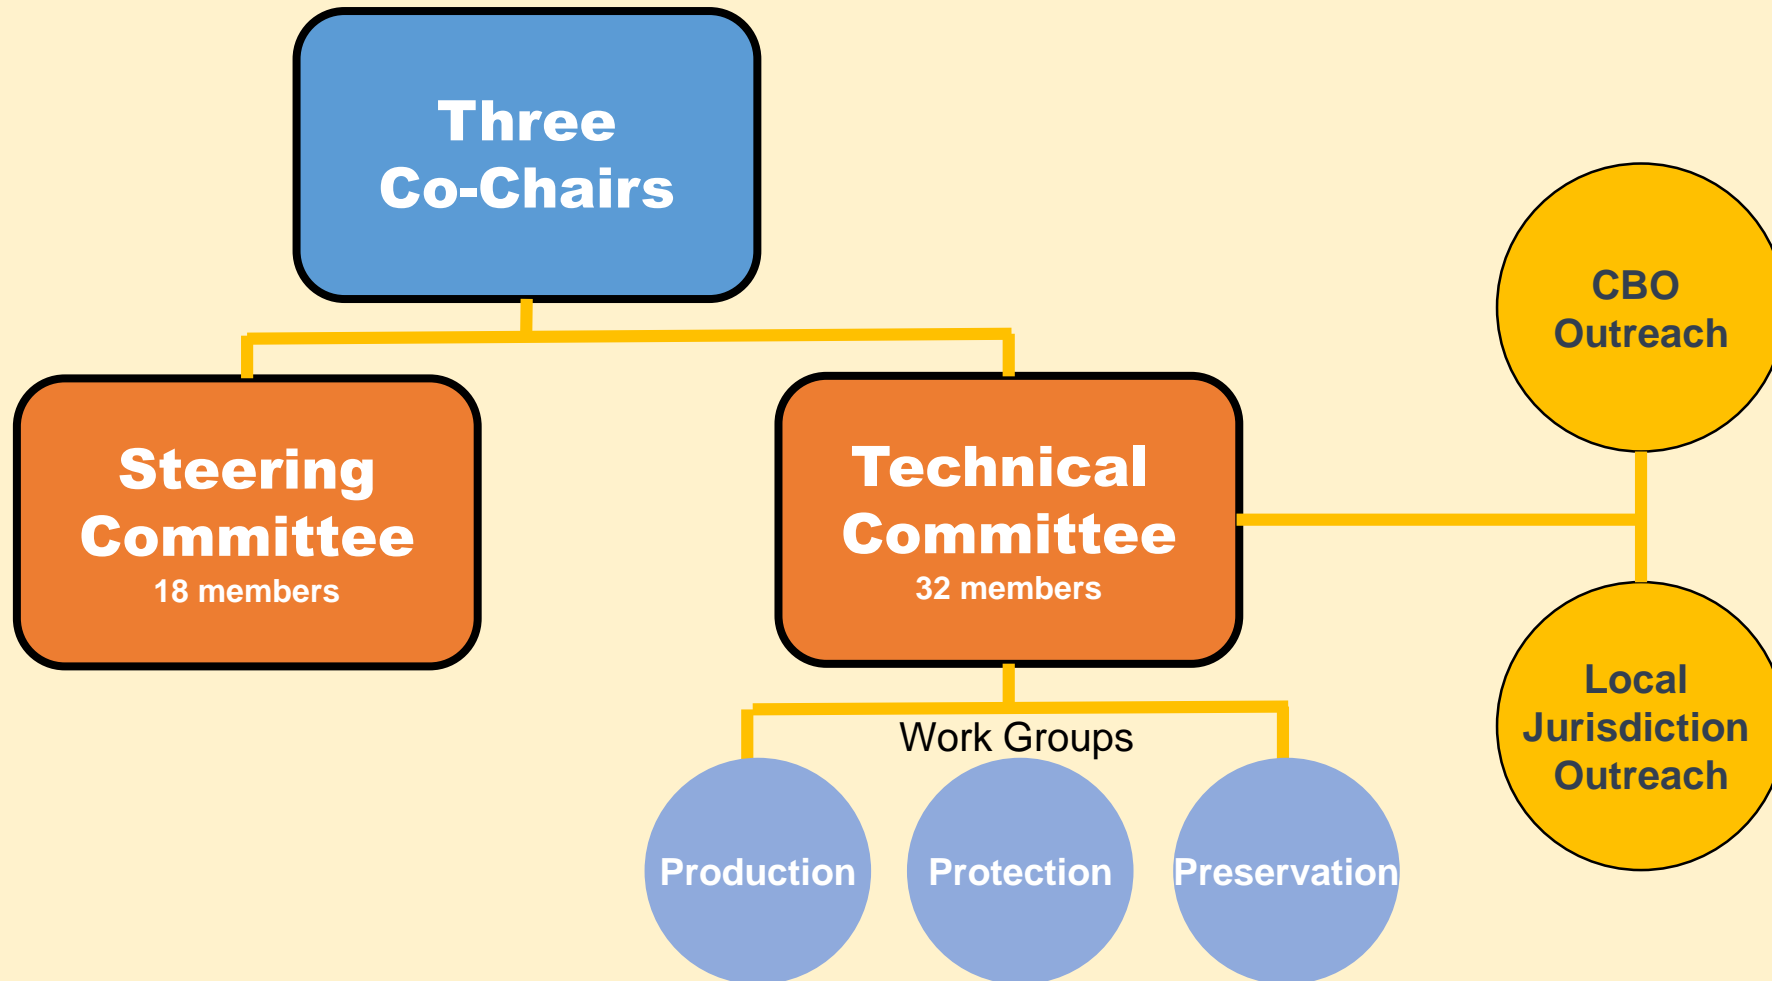 Three
Co-Chairs
Steering
Committee
18 members
Technical
Committee
32 members
CBO
Outreach
Local
Jurisdiction
Outreach
Work Groups
Production
Protection
Preservation